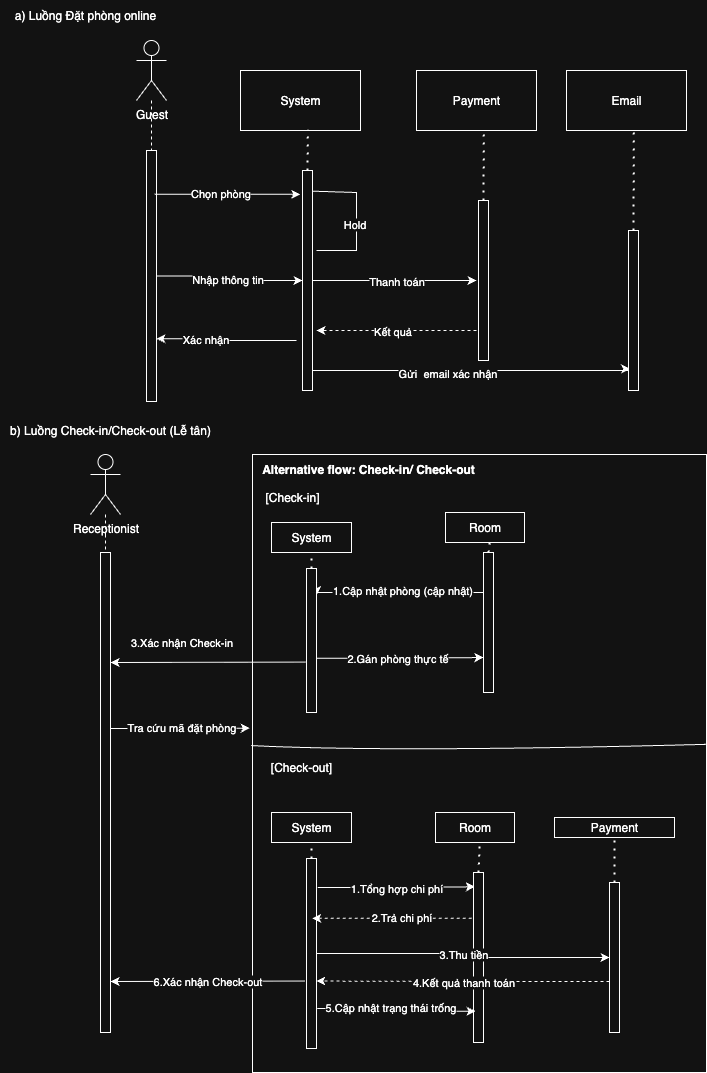 a) Luồng Đặt phòng online
Guest
System
Payment
Email
Chọn phòng
Hold
Nhập thông tin
Thanh toán
Kết quả
Xác nhận
Gửi email xác nhận
b) Luồng Check-in/Check-out (Lễ tân)
Receptionist
Alternative flow: Check-in/ Check-out
[Check-in]
System
Room
1.Cập nhật phòng (cập nhật)
3.Xác nhận Check-in
2.Gán phòng thực tế
Tra cứu mã đặt phòng
[Check-out]
System
Room
Payment
1.Tổng hợp chi phí
2.Trả chi phí
3.Thu tiền
6.Xác nhận Check-out
4.Kết quả thanh toán
5.Cập nhật trạng thái trống